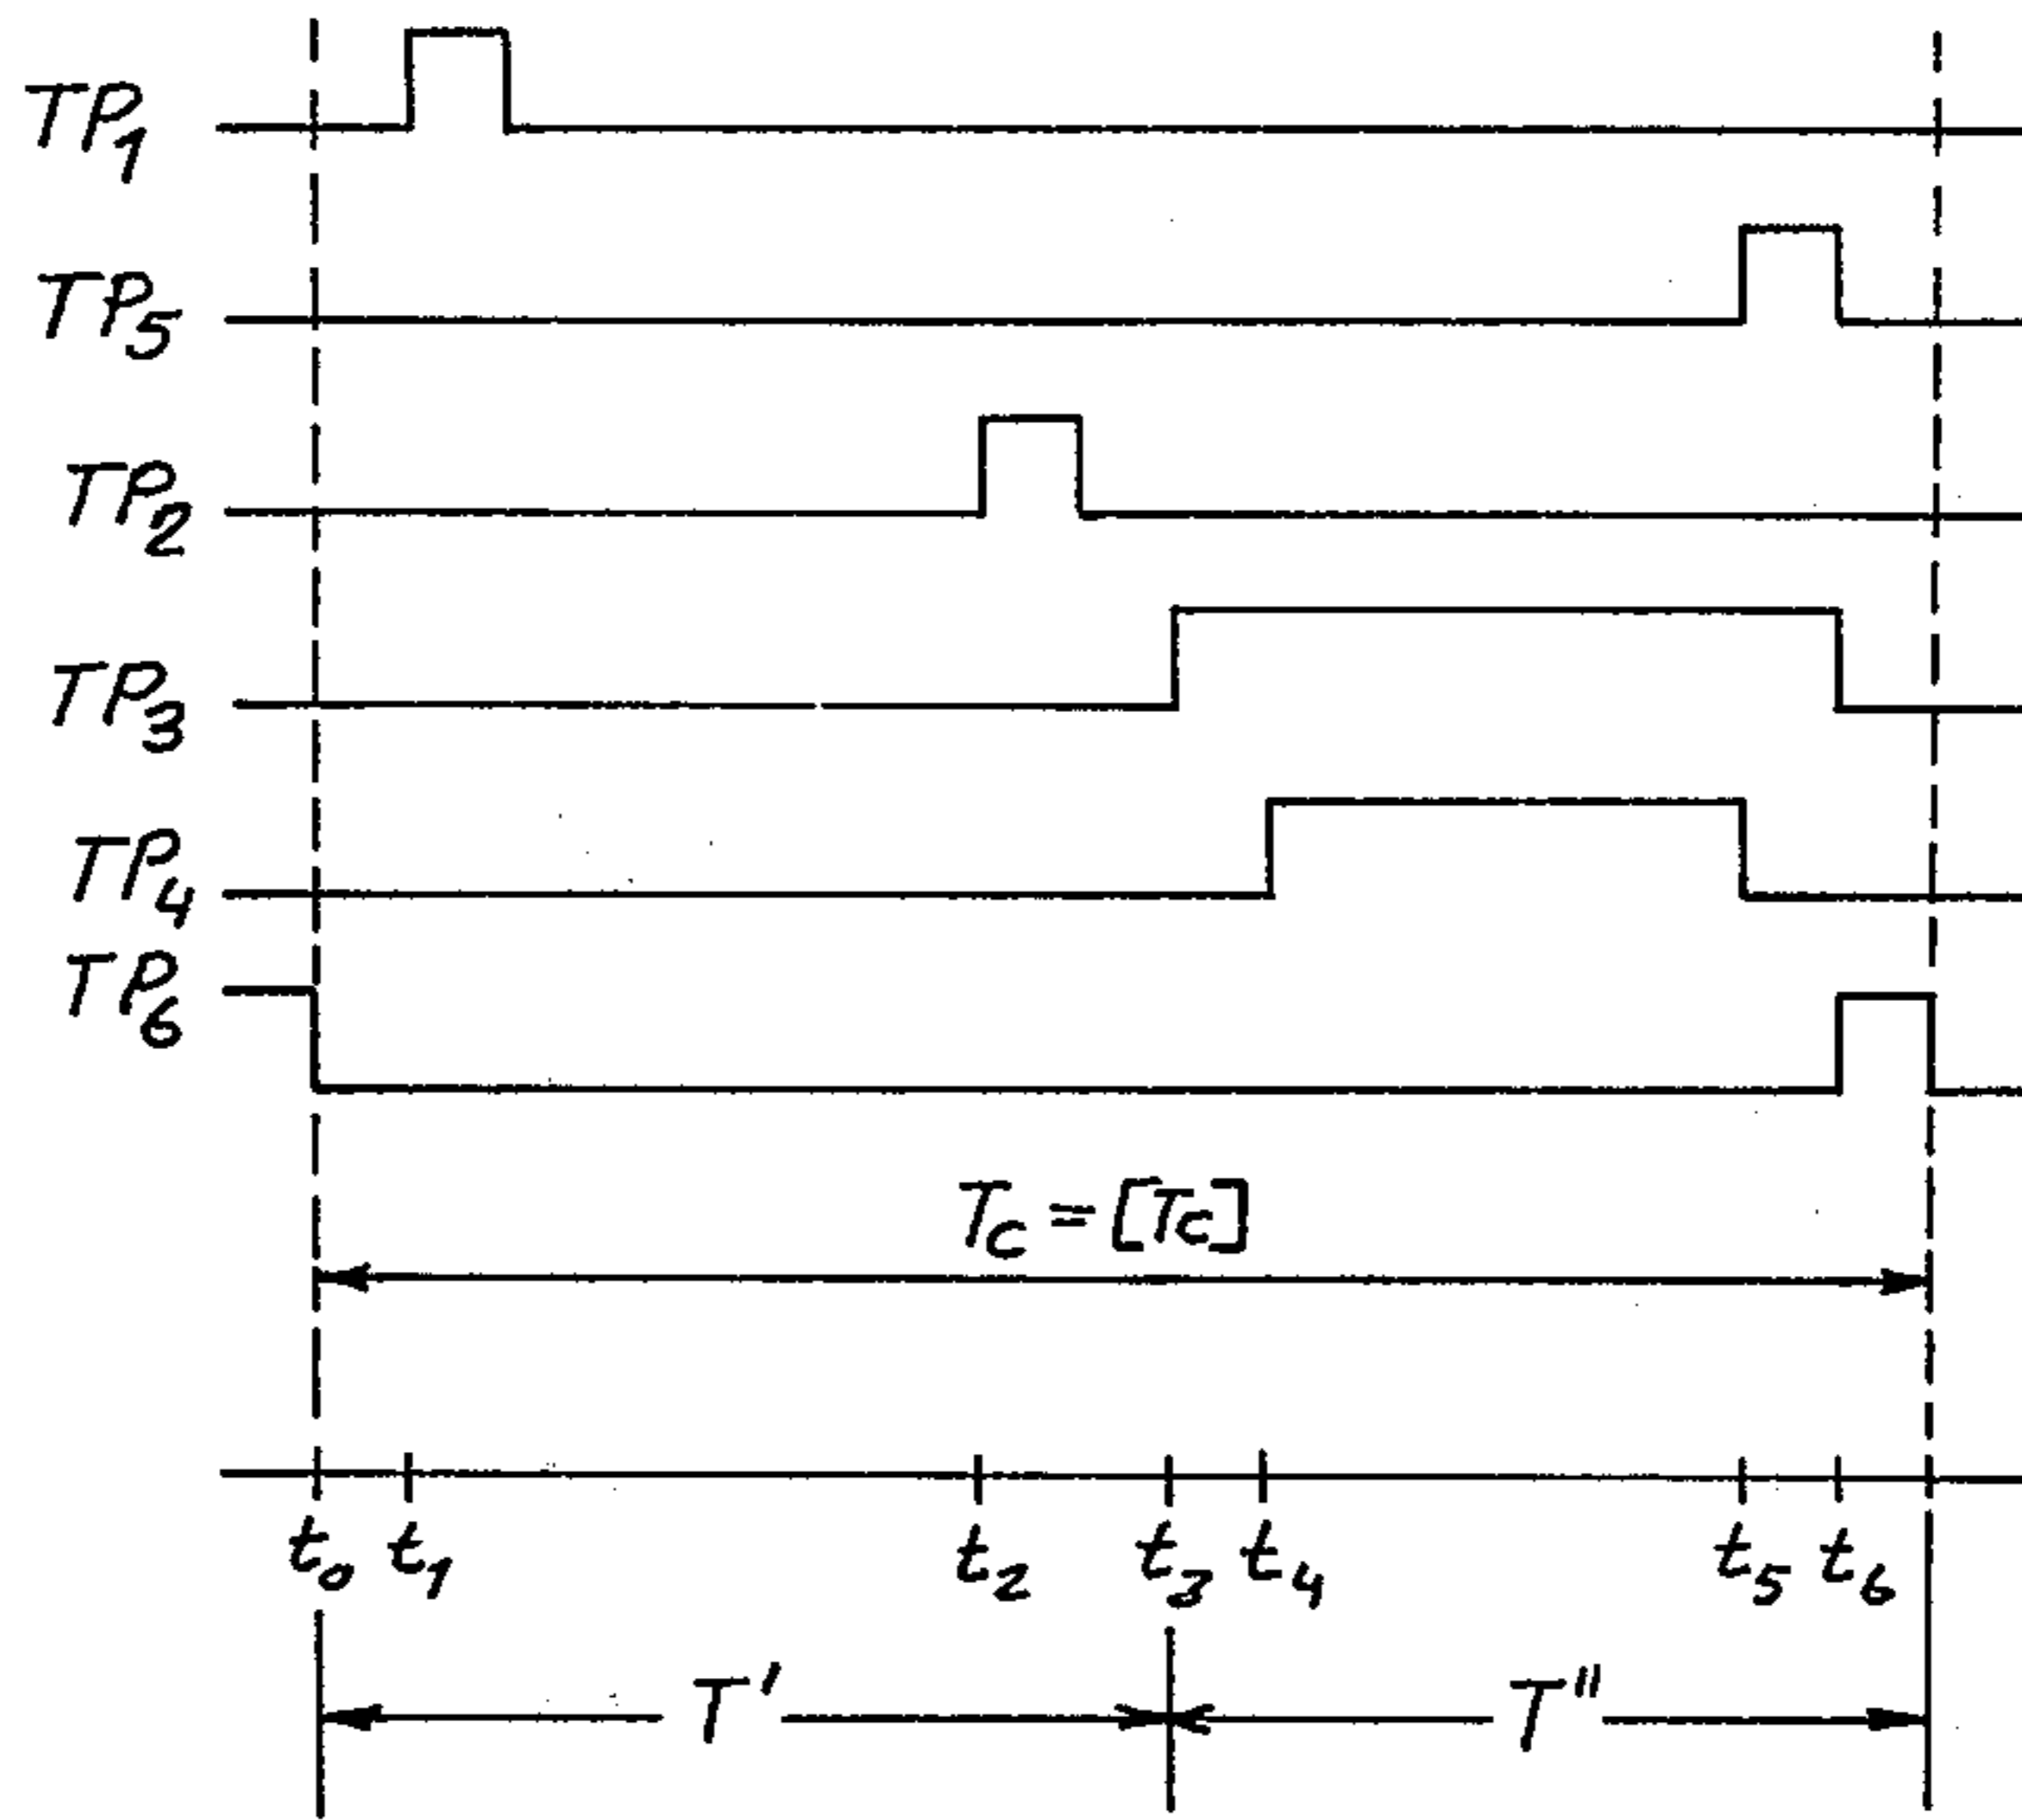 TP1
TP5
TP2
TP3
TP4
TP6
Tc = [Tc]
t0 t1 t2 t3 t4 t5 t6
T' T"